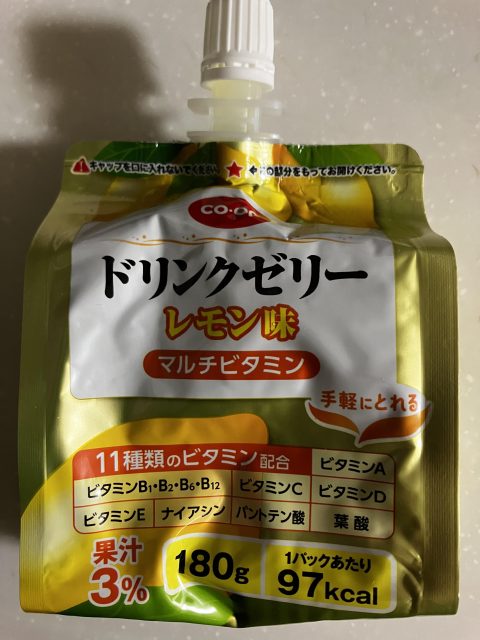 ⚠キャップを口に入れないでください ★ ←この部分をもってお開けください。
CO-OP
ドリンクゼリー
レモン味
マルチビタミン
手軽にとれる
11種類のビタミン配合 ビタミンA
ビタミンB₁・B₂・B₆・B₁₂ ビタミンC ビタミンD
ビタミンE ナイアシン パントテン酸 葉酸
果汁 1パックあたり
3% 180g 97kcal